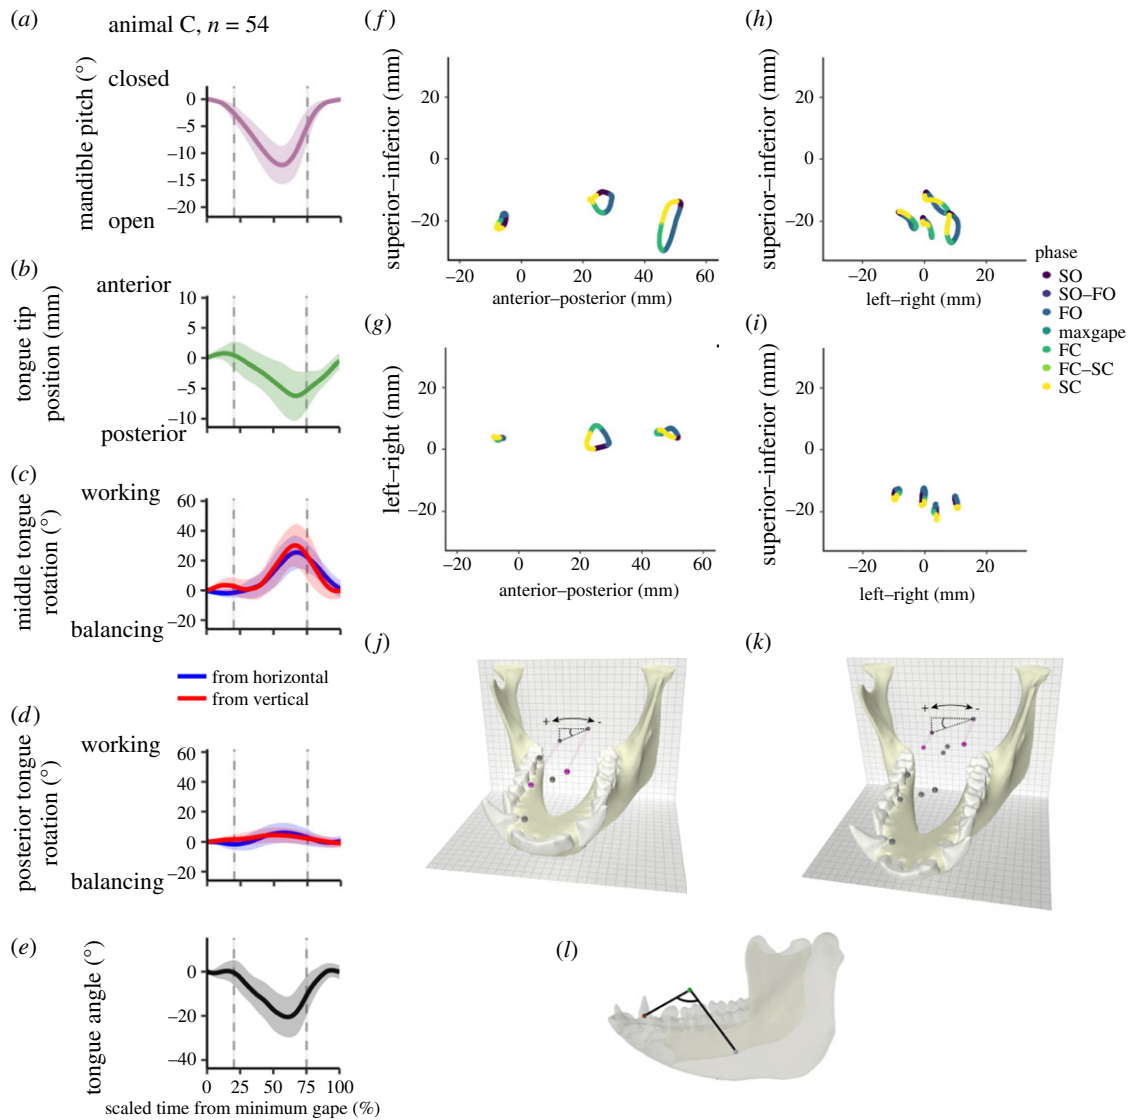 (a)
animal C, n = 54
closed
mandible pitch (°)
0
−5
−10
−15
−20
open
(b)
anterior
tongue tip
position (mm)
10
5
0
−5
−10
posterior
(c)
working
middle tongue
rotation (°)
60
40
20
0
−20
balancing
from horizontal
from vertical
(d)
working
posterior tongue
rotation (°)
60
40
20
0
−20
balancing
(e)
tongue angle (°)
0
−20
−40
0 25 50 75 100
scaled time from minimum gape (%)
(f)
superior–inferior (mm)
20
0
−20
−20 0 20 40 60
anterior–posterior (mm)
(g)
left–right (mm)
20
0
−20
−20 0 20 40 60
anterior–posterior (mm)
(h)
superior–inferior (mm)
20
0
−20
−20 0 20
left–right (mm)
phase
SO
SO–FO
FO
maxgape
FC
FC–SC
SC
(i)
superior–inferior (mm)
20
0
−20
−20 0 20
left–right (mm)
(j)
+ -
(k)
+ -
(l)